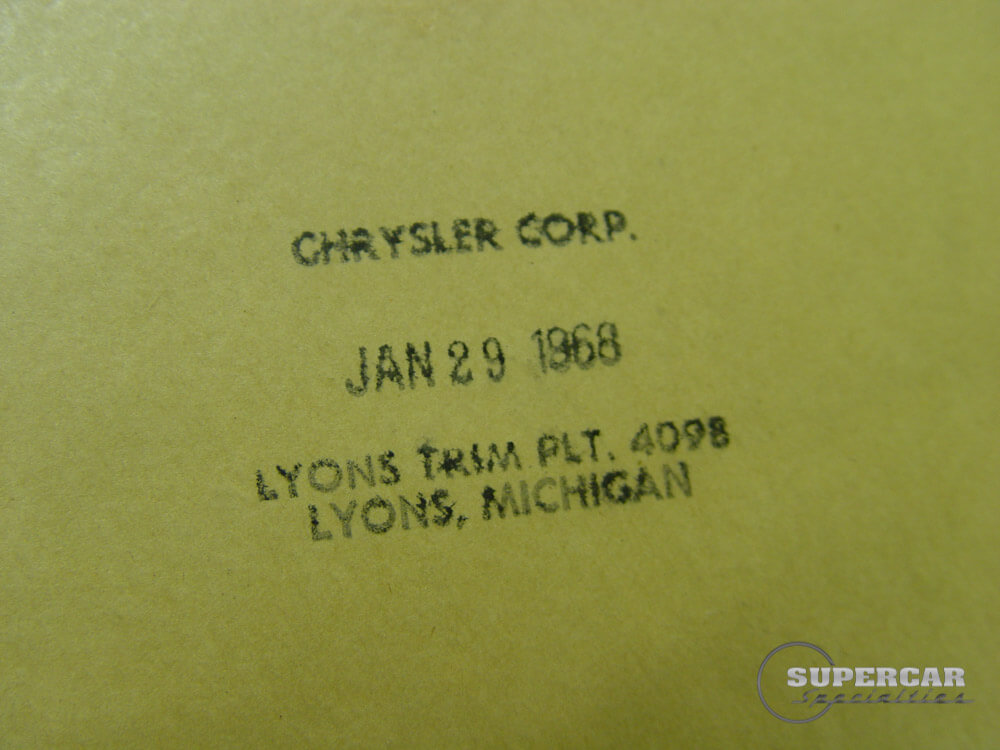 CHRYSLER CORP.
JAN 29 1968
LYONS TRIM PLT. 4098
LYONS, MICHIGAN
SUPERCAR
Specialties